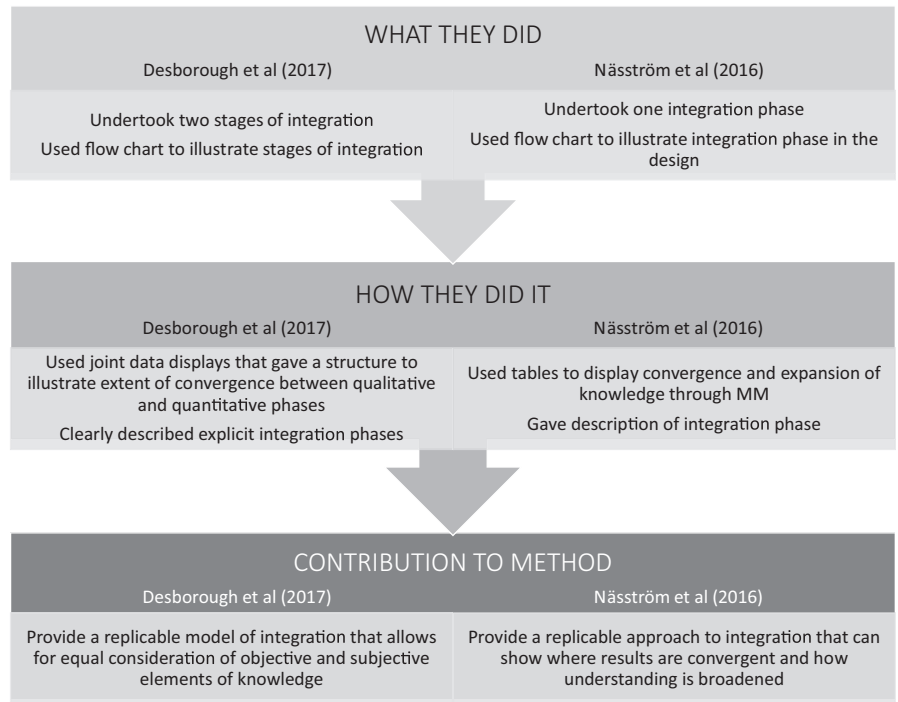 WHAT THEY DID
Desborough et al (2017)
Näsström et al (2016)
Undertook two stages of integration
Used flow chart to illustrate stages of integration
Undertook one integration phase
Used flow chart to illustrate integration phase in the
design
HOW THEY DID IT
Desborough et al (2017)
Näsström et al (2016)
Used joint data displays that gave a structure to
illustrate extent of convergence between qualitative
and quantitative phases
Clearly described explicit integration phases
Used tables to display convergence and expansion of
knowledge through MM
Gave description of integration phase
CONTRIBUTION TO METHOD
Desborough et al (2017)
Näsström et al (2016)
Provide a replicable model of integration that allows
for equal consideration of objective and subjective
elements of knowledge
Provide a replicable approach to integration that can
show where results are convergent and how
understanding is broadened